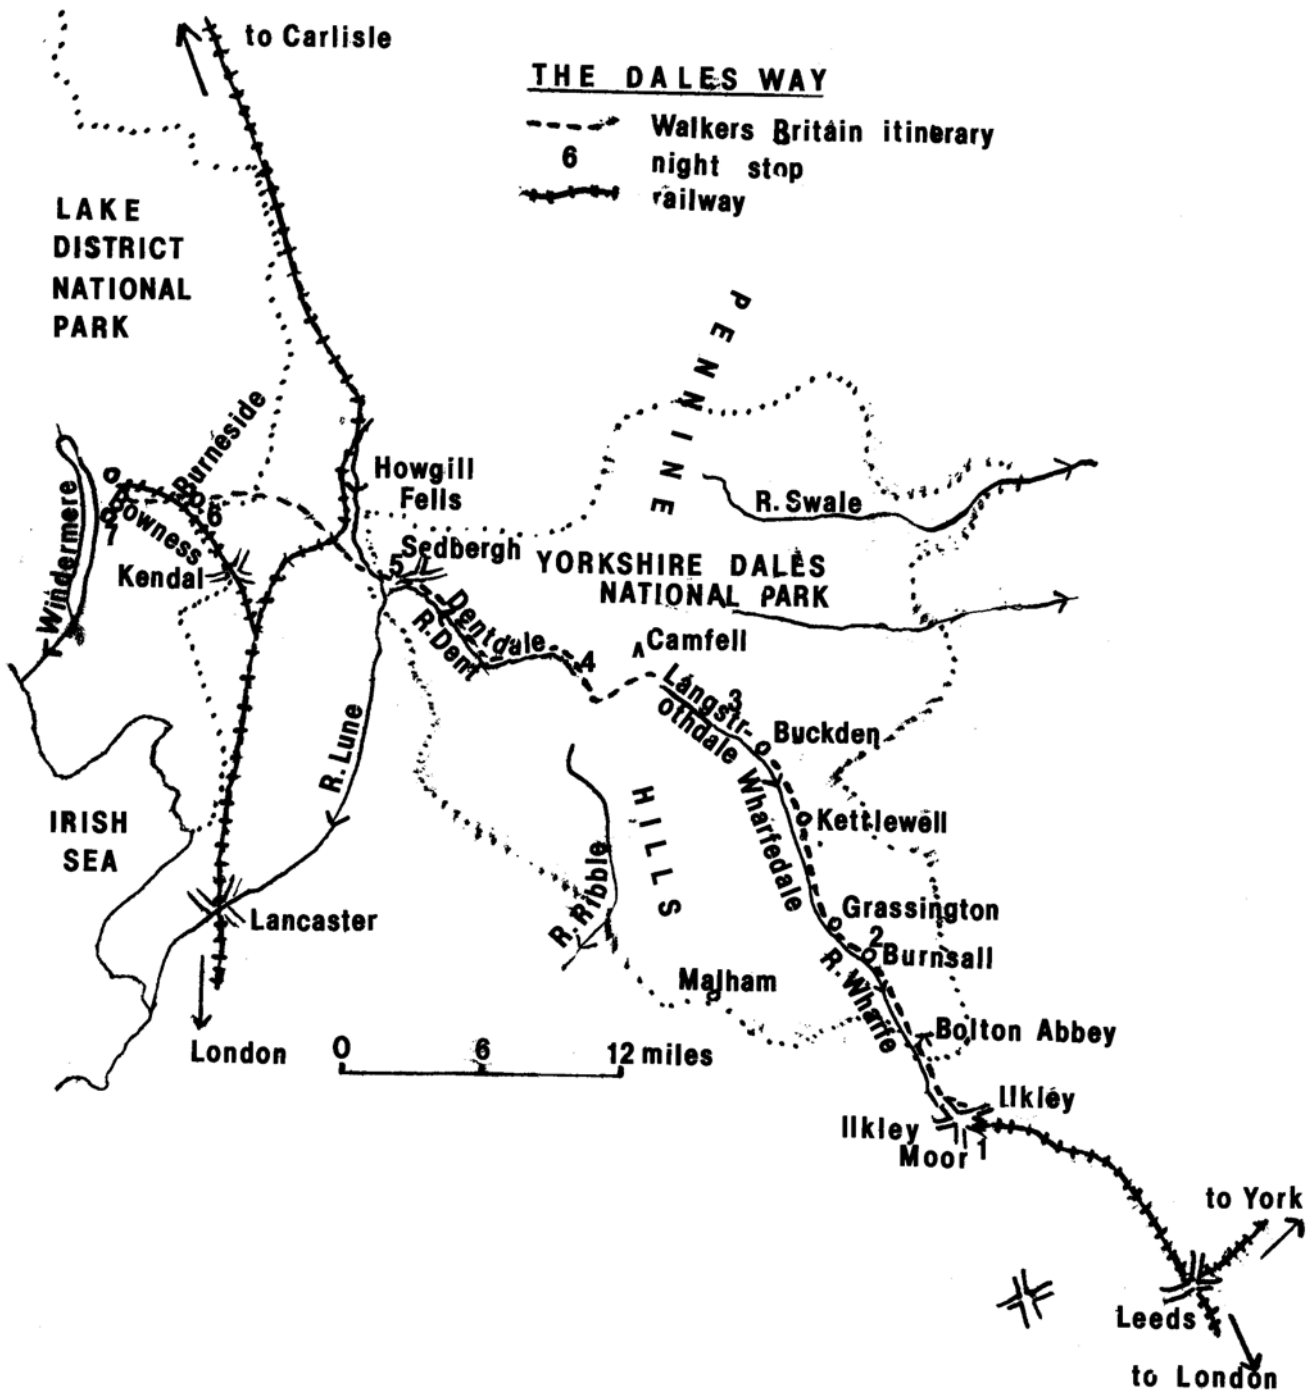 to Carlisle
THE DALES WAY
Walkers Britain itinerary
6 night stop
railway
LAKE
DISTRICT
NATIONAL
PARK
PENNINE
Burneside
Howgill
Fells
R. Swale
Windermere
6
Bowness
7
Kendal
5
Sedbergh
YORKSHIRE DALES
NATIONAL PARK
Dentdale
R. Dent
4
Camfell
3
Langstr-
othdale
Buckden
R. Lune
Wharfedale
Kettlewell
IRISH
SEA
HILLS
R. Ribble
Grassington
2
Burnsall
Lancaster
R. Wharfe
Malham
Bolton Abbey
London
0 6 12 miles
Ilkley
Ilkley
Moor
1
to York
Leeds
to London